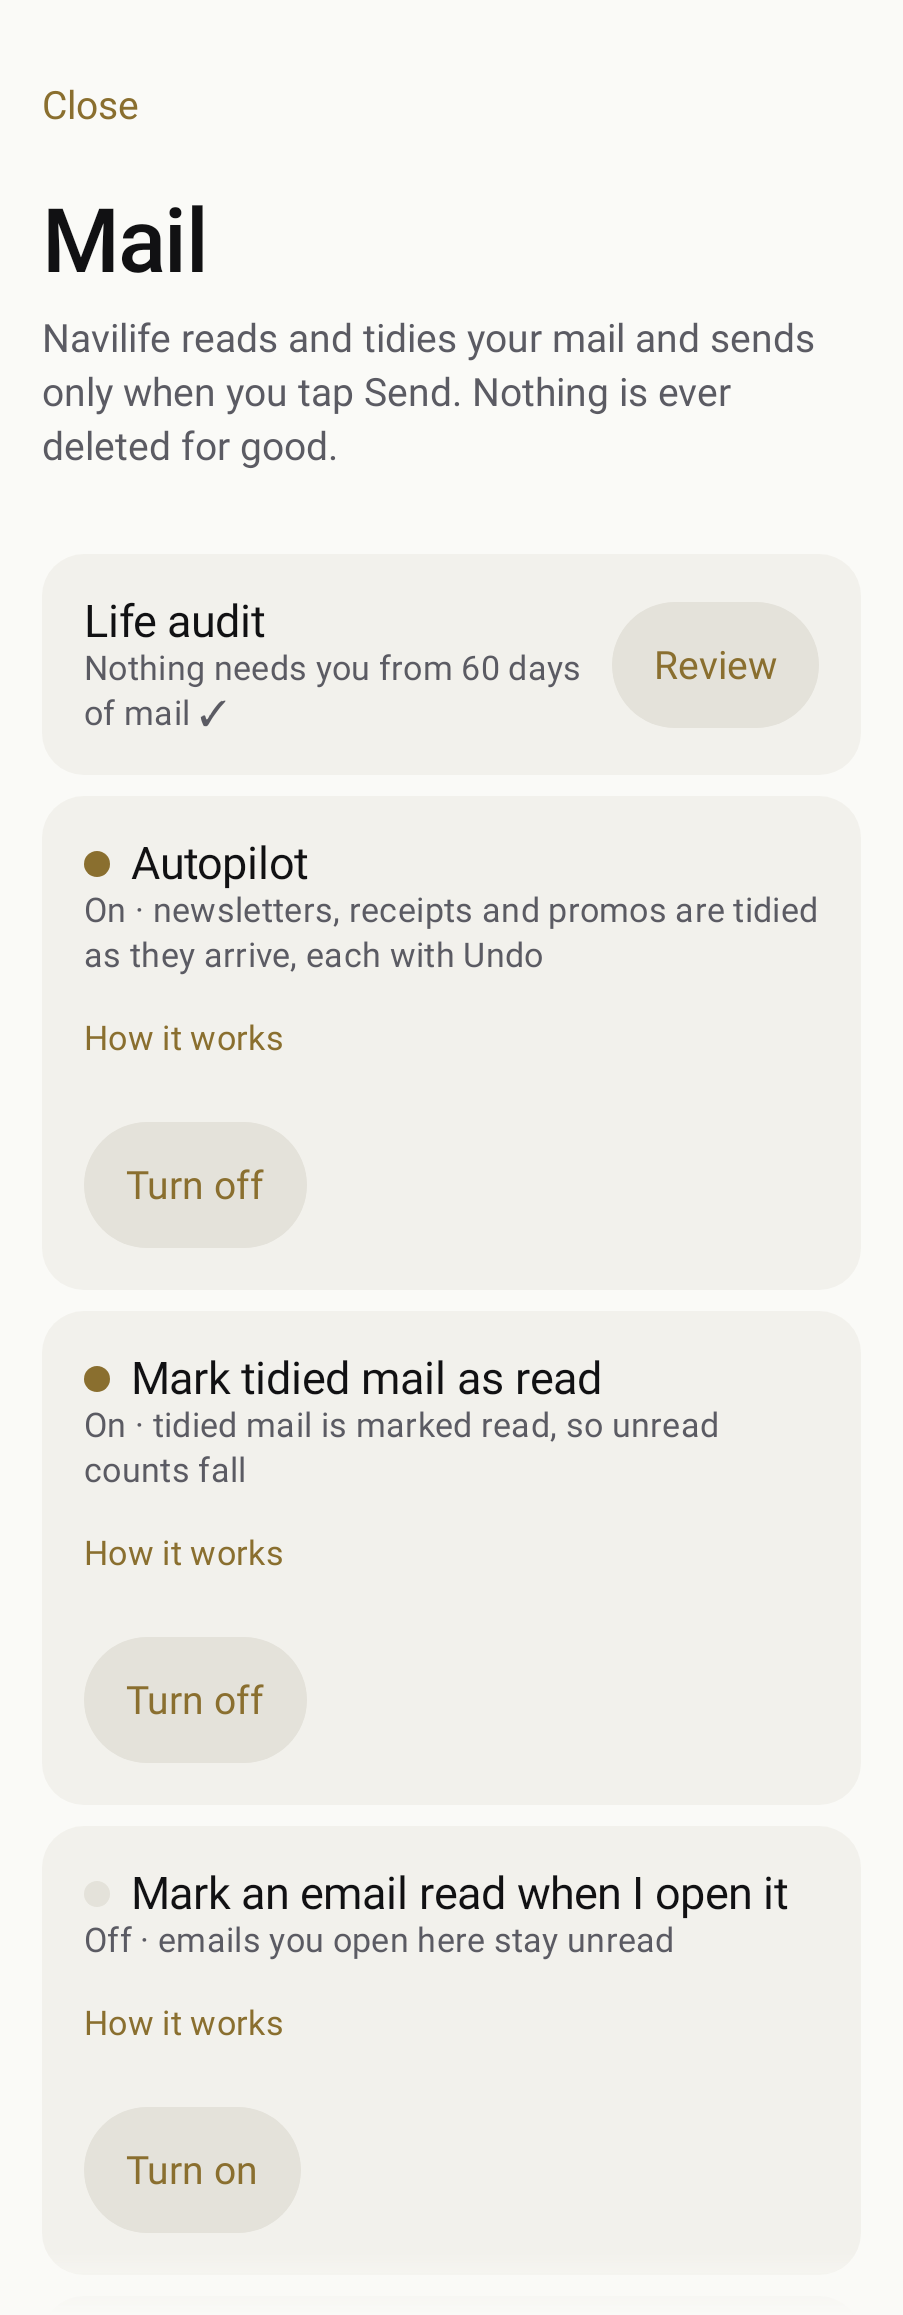 Close
Mail
Navilife reads and tidies your mail and sends
only when you tap Send. Nothing is ever
deleted for good.
Life audit
Nothing needs you from 60 days
of mail ✓
Review
Autopilot
On · newsletters, receipts and promos are tidied
as they arrive, each with Undo
How it works
Turn off
Mark tidied mail as read
On · tidied mail is marked read, so unread
counts fall
How it works
Turn off
Mark an email read when I open it
Off · emails you open here stay unread
How it works
Turn on